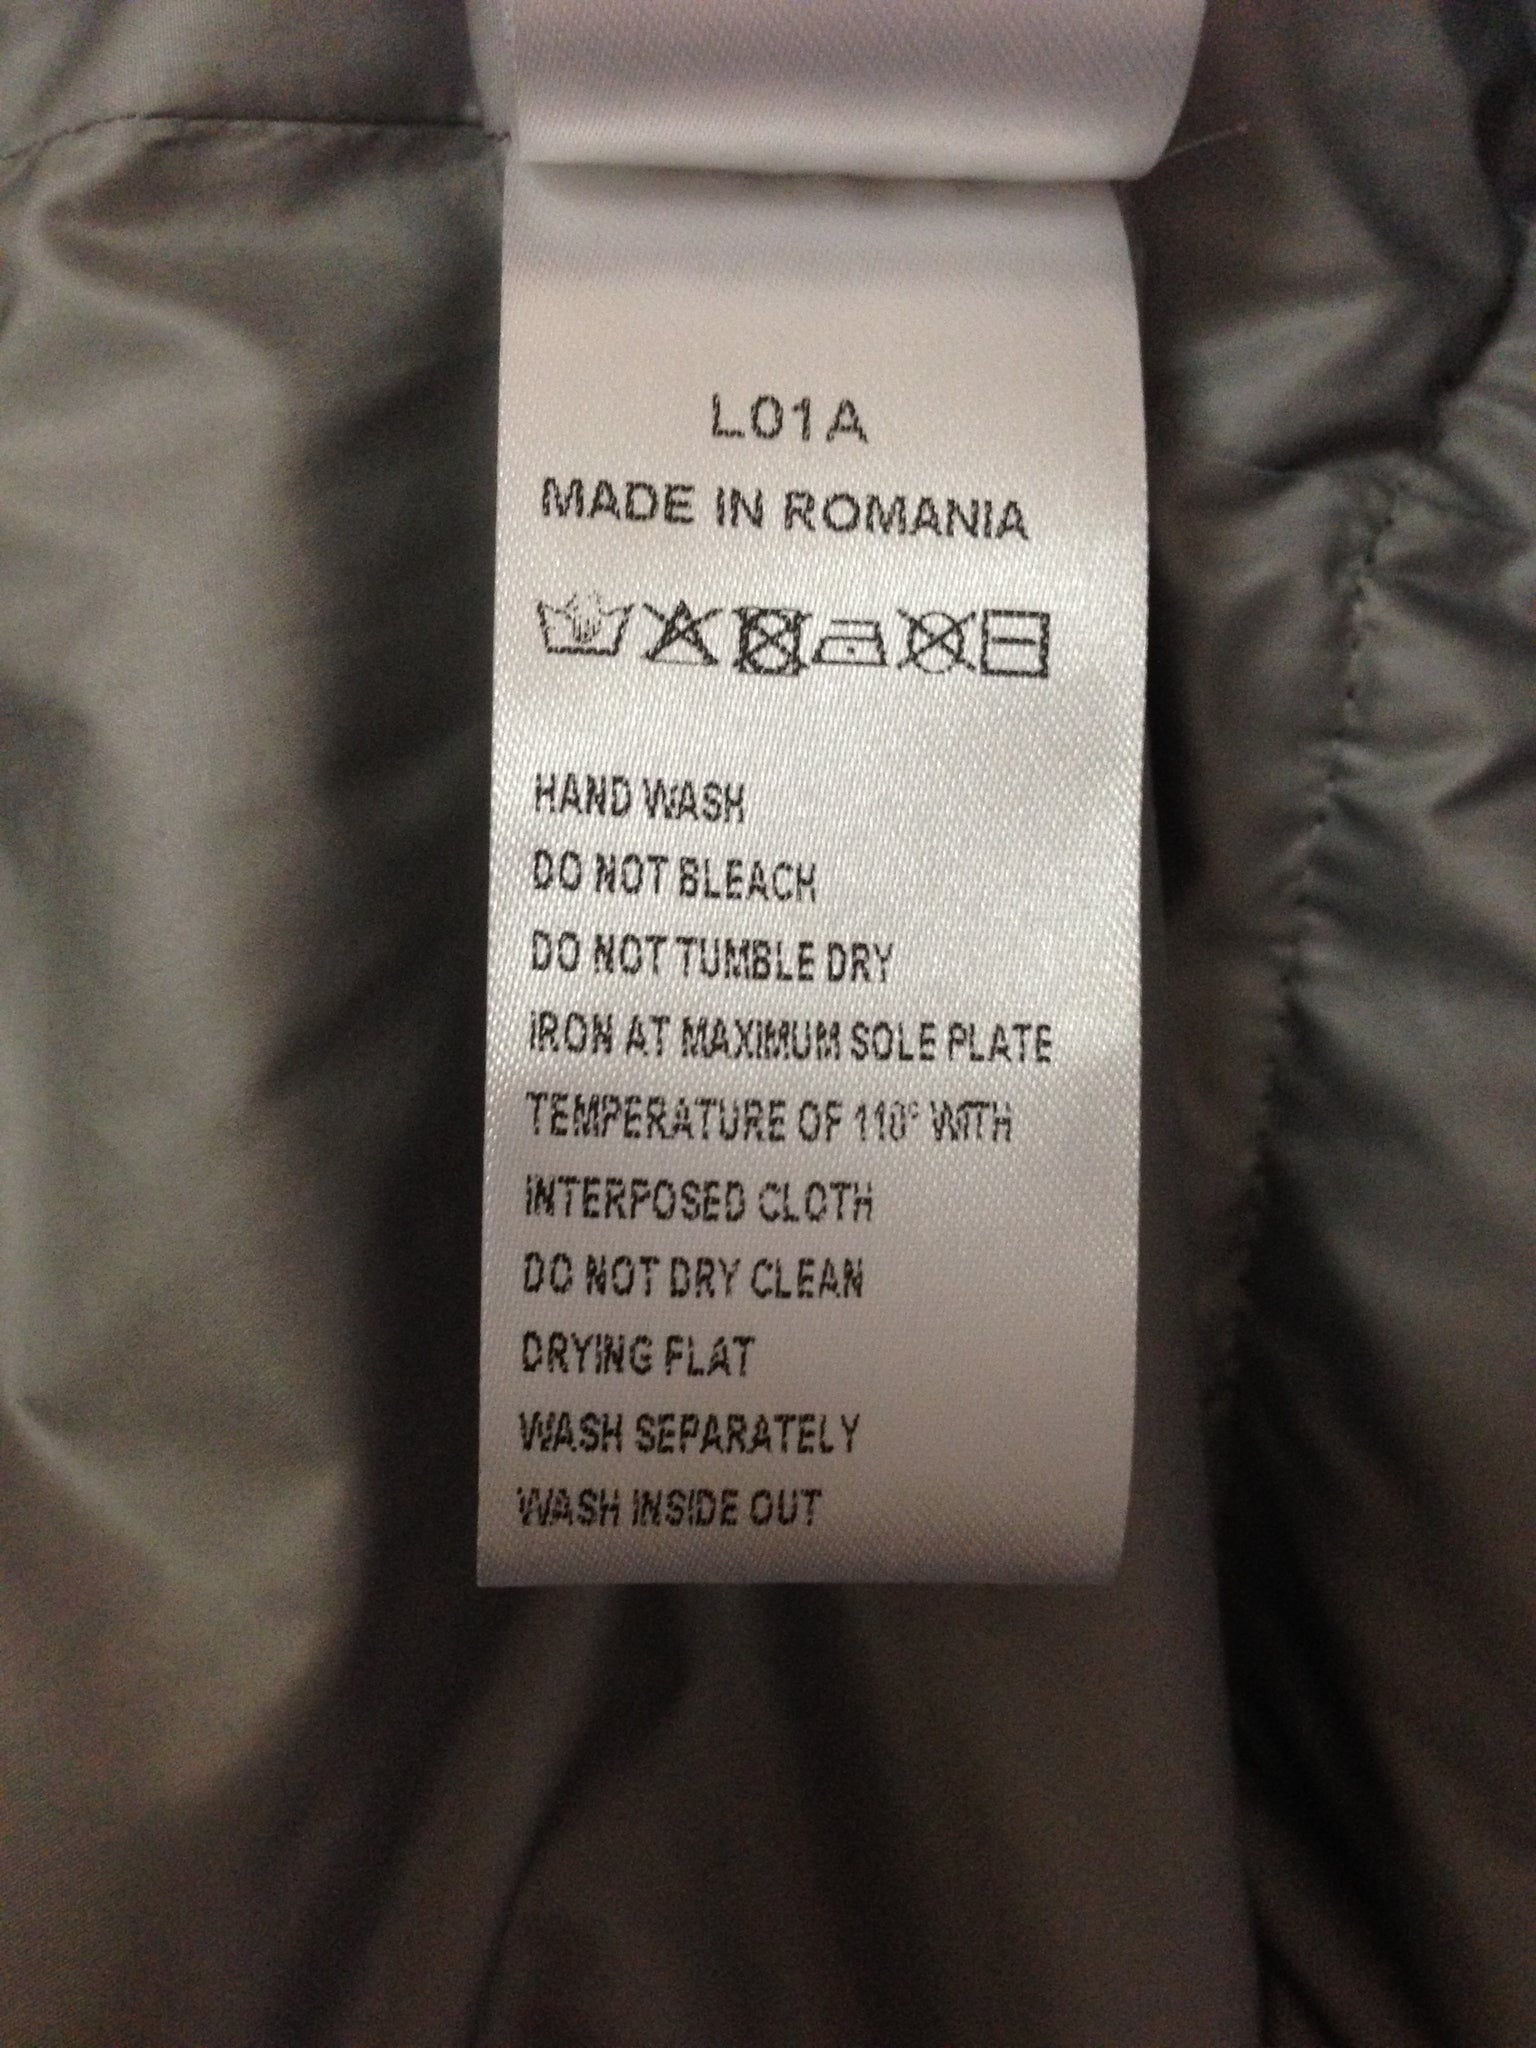 L01A
MADE IN ROMANIA
HAND WASH
DO NOT BLEACH
DO NOT TUMBLE DRY
IRON AT MAXIMUM SOLE PLATE
TEMPERATURE OF 110° WITH
INTERPOSED CLOTH
DO NOT DRY CLEAN
DRYING FLAT
WASH SEPARATELY
WASH INSIDE OUT